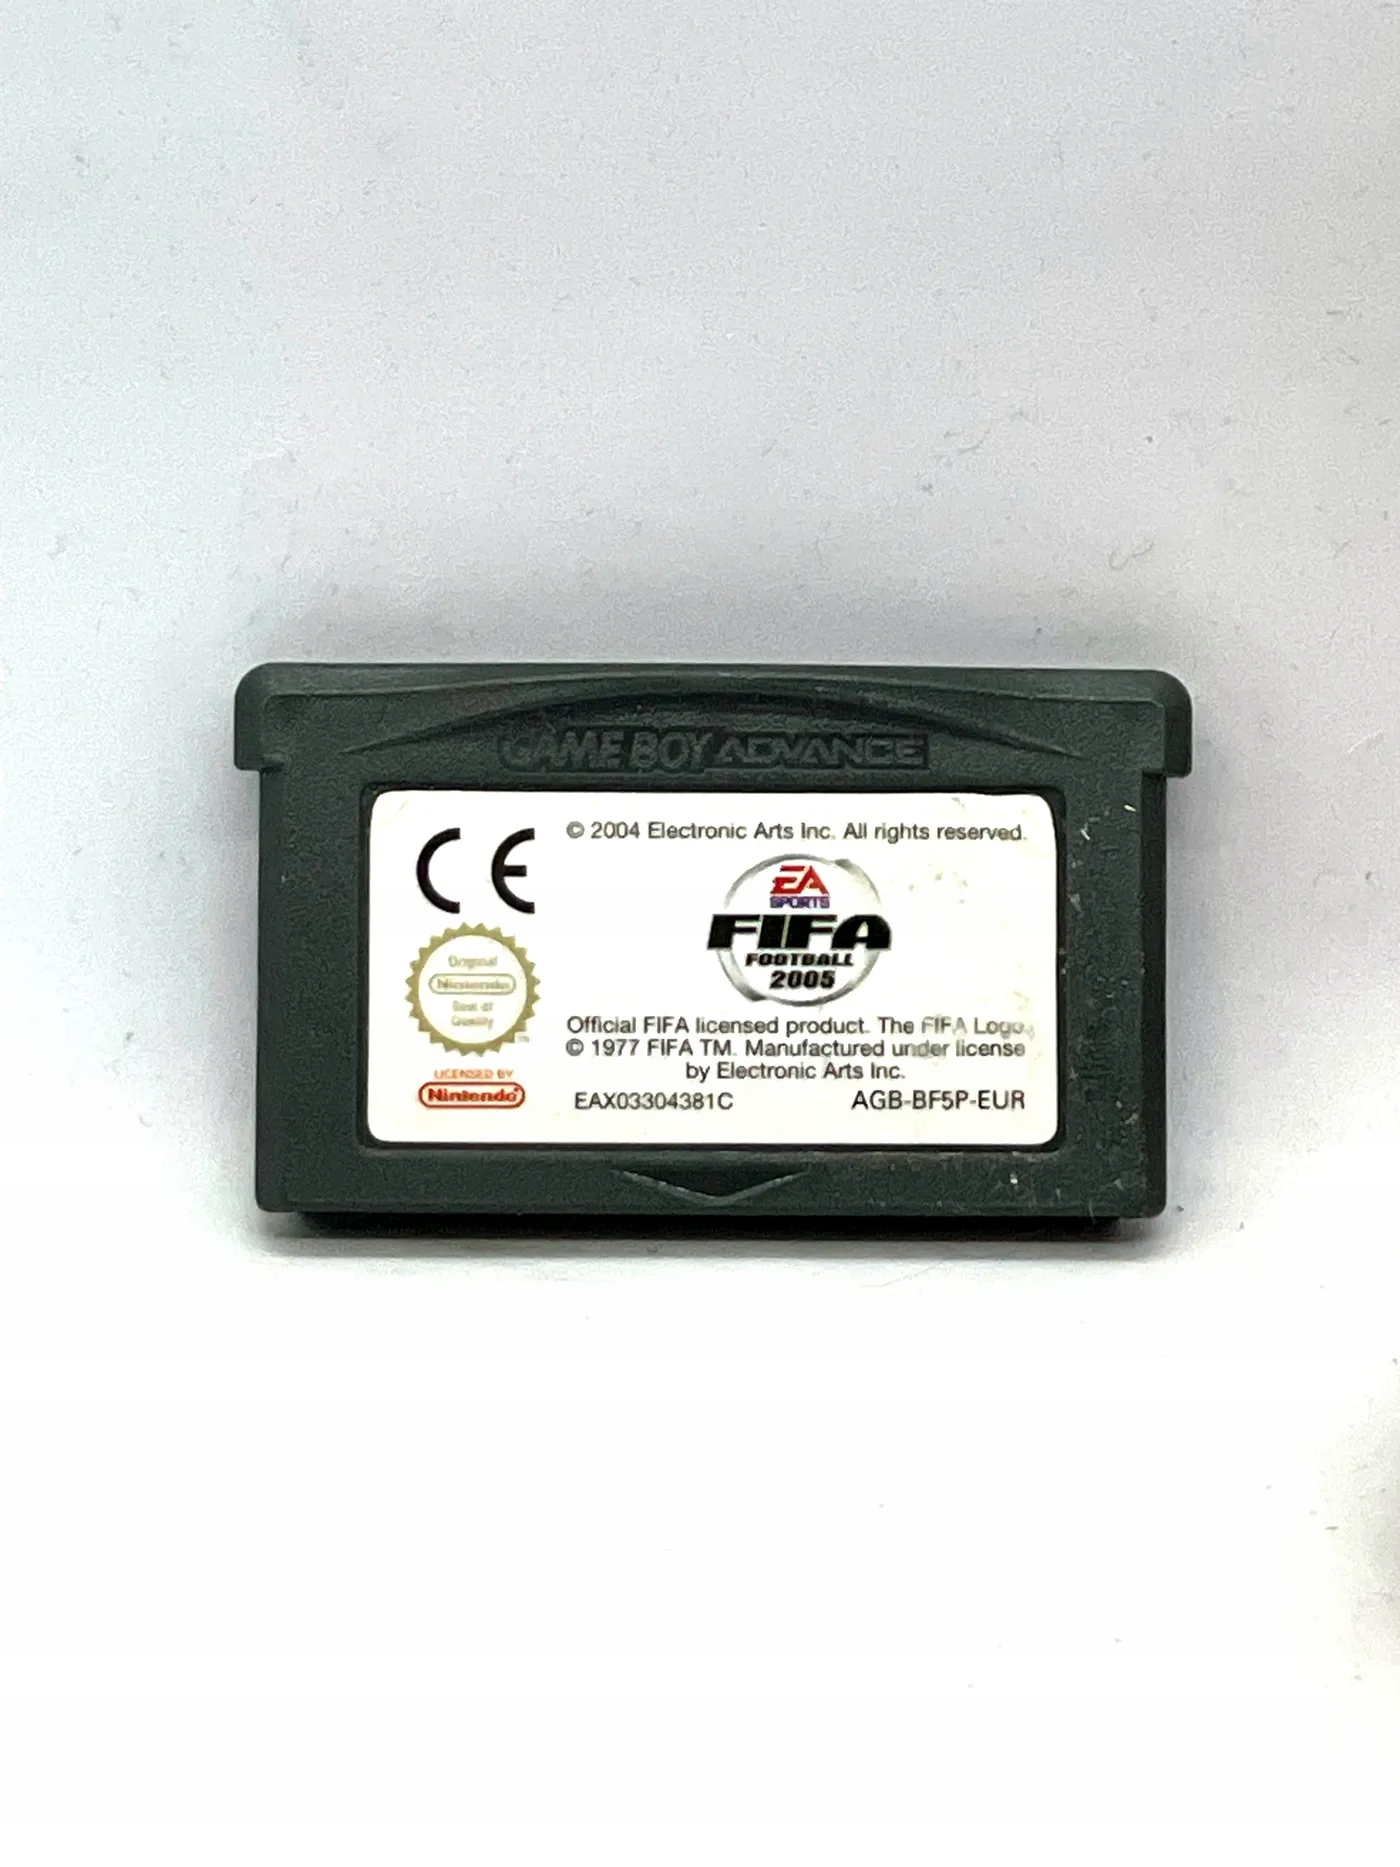 GAME BOY ADVANCE
CE
© 2004 Electronic Arts Inc. All rights reserved.
EA
SPORTS
FIFA
FOOTBALL
2005
Original
Nintendo
Seal of
Quality
TM
Official FIFA licensed product. The FIFA Logo
© 1977 FIFA TM. Manufactured under license
by Electronic Arts Inc.
LICENSED BY
Nintendo
EAX03304381C
AGB-BF5P-EUR